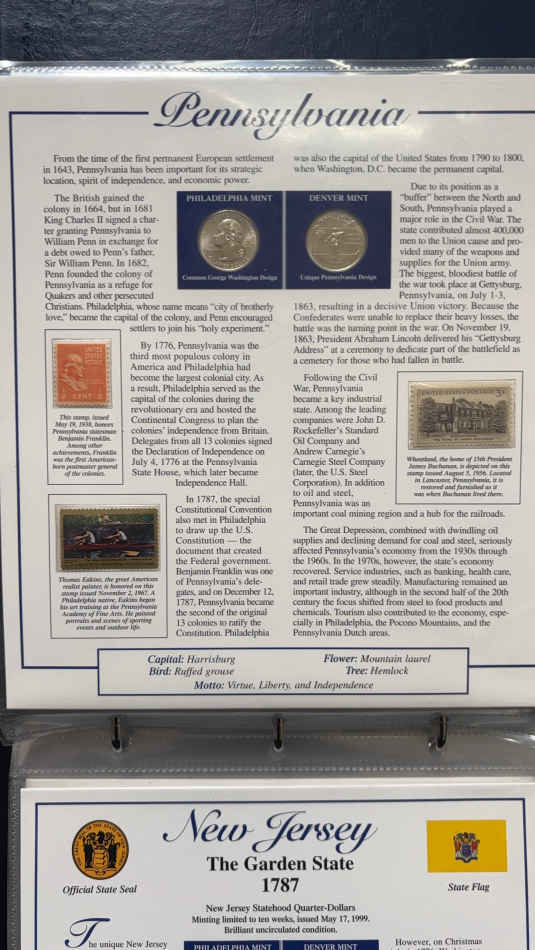 Pennsylvania
From the time of the first permanent European settlement
in 1643, Pennsylvania has been important for its strategic
location, spirit of independence, and economic power.
The British gained the
colony in 1664, but in 1681
King Charles II signed a char-
ter granting Pennsylvania to
William Penn in exchange for
a debt owed to Penn's father,
Sir William Penn. In 1682,
Penn founded the colony of
Pennsylvania as a refuge for
Quakers and other persecuted
Christians. Philadelphia, whose name means "city of brotherly
love," became the capital of the colony, and Penn encouraged
settlers to join his "holy experiment."
PHILADELPHIA MINT
Common George Washington Design
DENVER MINT
Unique Pennsylvania Design
This stamp, issued
May 19, 1938, honors
Pennsylvania statesman
Benjamin Franklin.
Among other
achievements, Franklin
was the first American-
born postmaster general
of the colonies.
By 1776, Pennsylvania was the
third most populous colony in
America and Philadelphia had
become the largest colonial city. As
a result, Philadelphia served as the
capital of the colonies during the
revolutionary era and hosted the
Continental Congress to plan the
colonies' independence from Britain.
Delegates from all 13 colonies signed
the Declaration of Independence on
July 4, 1776 at the Pennsylvania
State House, which later became
Independence Hall.
Thomas Eakins, the great American
realist painter, is honored on this
stamp issued November 2, 1967. A
Philadelphia native, Eakins began
his art training at the Pennsylvania
Academy of Fine Arts. He painted
portraits and scenes of sporting
events and outdoor life.
In 1787, the special
Constitutional Convention
also met in Philadelphia
to draw up the U.S.
Constitution — the
document that created
the Federal government.
Benjamin Franklin was one
of Pennsylvania's dele-
gates, and on December 12,
1787, Pennsylvania became
the second of the original
13 colonies to ratify the
Constitution. Philadelphia
was also the capital of the United States from 1790 to 1800,
when Washington, D.C. became the permanent capital.
Due to its position as a
"buffer" between the North and
South, Pennsylvania played a
major role in the Civil War. The
state contributed almost 400,000
men to the Union cause and pro-
vided many of the weapons and
supplies for the Union army.
The biggest, bloodiest battle of
the war took place at Gettysburg,
Pennsylvania, on July 1-3,
1863, resulting in a decisive Union victory. Because the
Confederates were unable to replace their heavy losses, the
battle was the turning point in the war. On November 19,
1863, President Abraham Lincoln delivered his "Gettysburg
Address" at a ceremony to dedicate part of the battlefield as
a cemetery for those who had fallen in battle.
Following the Civil
War, Pennsylvania
became a key industrial
state. Among the leading
companies were John D.
Rockefeller's Standard
Oil Company and
Andrew Carnegie's
Carnegie Steel Company
(later, the U.S. Steel
Corporation). In addition
to oil and steel,
Pennsylvania was an
important coal mining region and a hub for the railroads.
UNITED STATES POSTAGE
3¢
Wheatland, the home of 15th President
James Buchanan, is depicted on this
stamp issued August 5, 1956. Located
in Lancaster, Pennsylvania, it is
restored and furnished as it
was when Buchanan lived there.
The Great Depression, combined with dwindling oil
supplies and declining demand for coal and steel, seriously
affected Pennsylvania's economy from the 1930s through
the 1960s. In the 1970s, however, the state's economy
recovered. Service industries, such as banking, health care,
and retail trade grew steadily. Manufacturing remained an
important industry, although in the second half of the 20th
century the focus shifted from steel to food products and
chemicals. Tourism also contributed to the economy, espe-
cially in Philadelphia, the Pocono Mountains, and the
Pennsylvania Dutch areas.
Capital: Harrisburg
Flower: Mountain laurel
Bird: Ruffed grouse
Tree: Hemlock
Motto: Virtue, Liberty, and Independence
New Jersey
The Garden State
1787
Official State Seal
State Flag
New Jersey Statehood Quarter-Dollars
Minting limited to ten weeks, issued May 17, 1999.
Brilliant uncirculated condition.
The unique New Jersey
PHILADELPHIA MINT
DENVER MINT
However, on Christmas